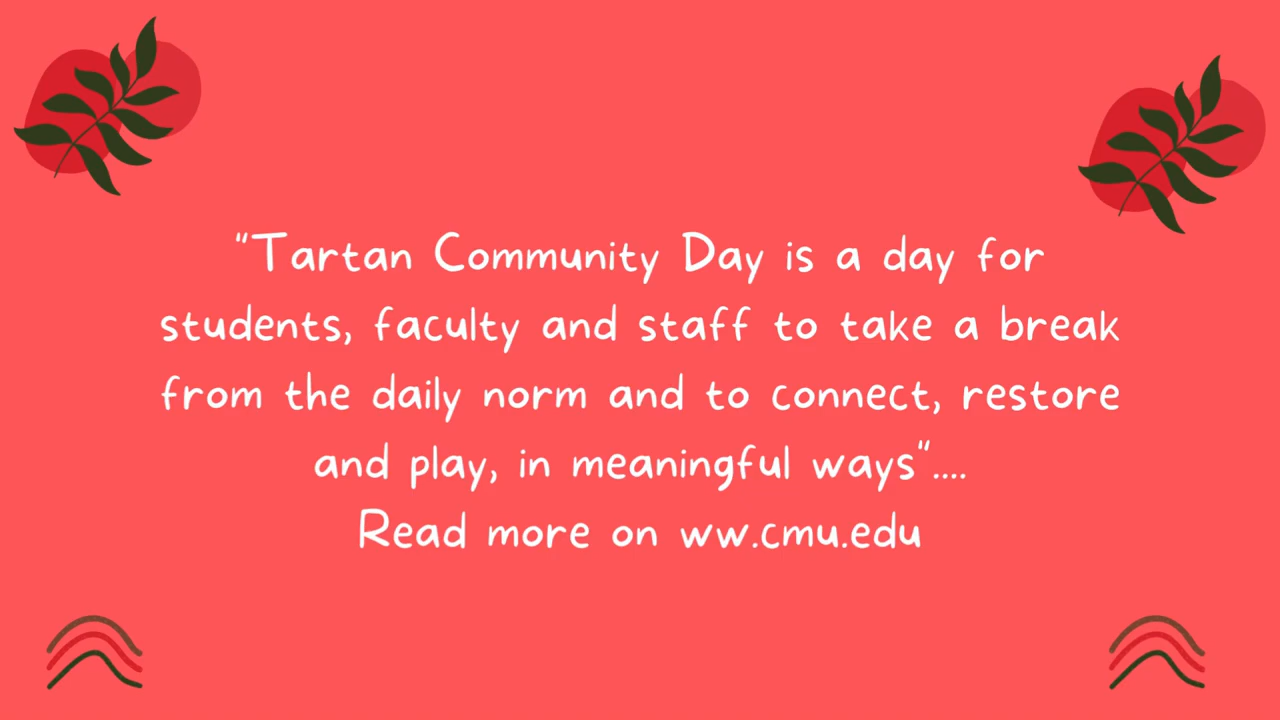 "Tartan Community Day is a day for
students, faculty and staff to take a break
from the daily norm and to connect, restore
and play, in meaningful ways"....
Read more on ww.cmu.edu